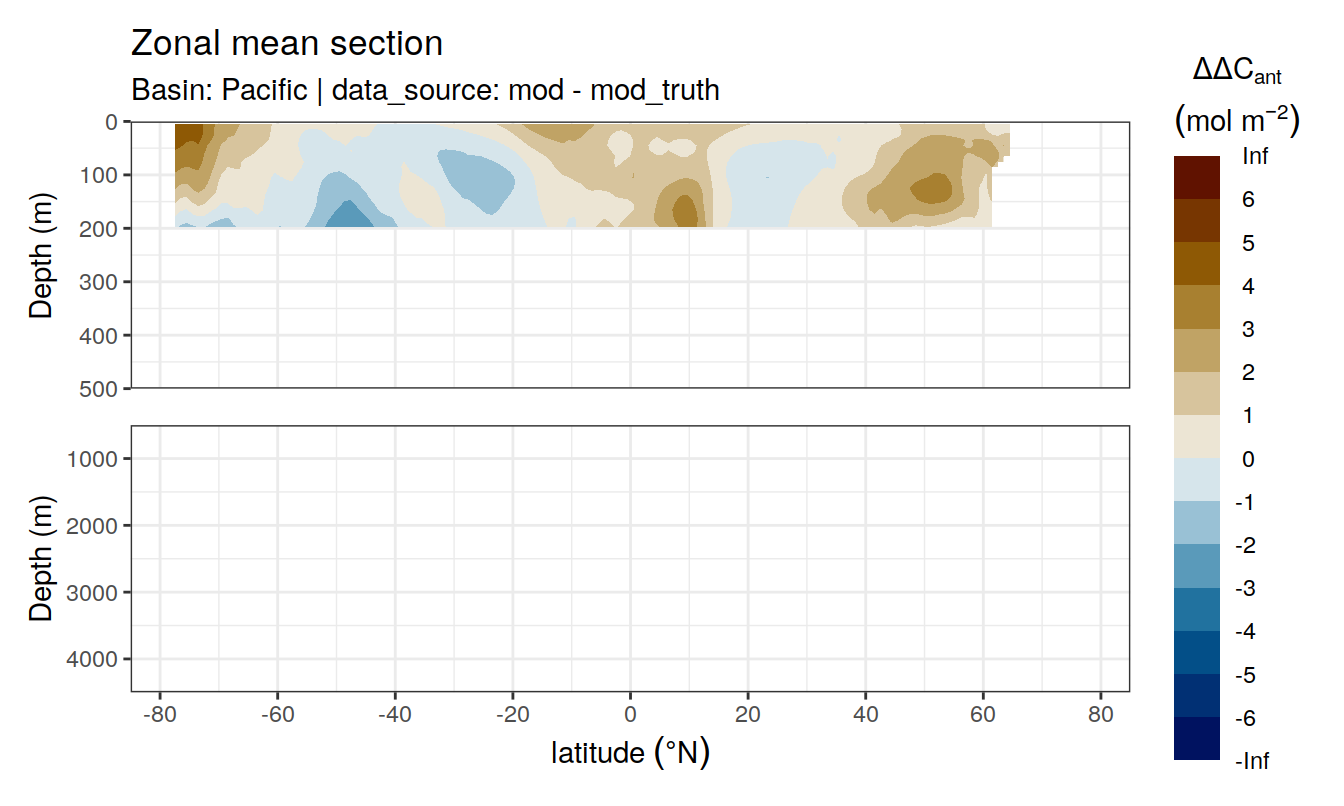 Zonal mean section
Basin: Pacific | data_source: mod - mod_truth
ΔΔCant
(mol m−2)
Inf
6
5
4
3
2
1
0
-1
-2
-3
-4
-5
-6
-Inf
Depth (m)
0
100
200
300
400
500
Depth (m)
1000
2000
3000
4000
-80 -60 -40 -20 0 20 40 60 80
latitude (°N)